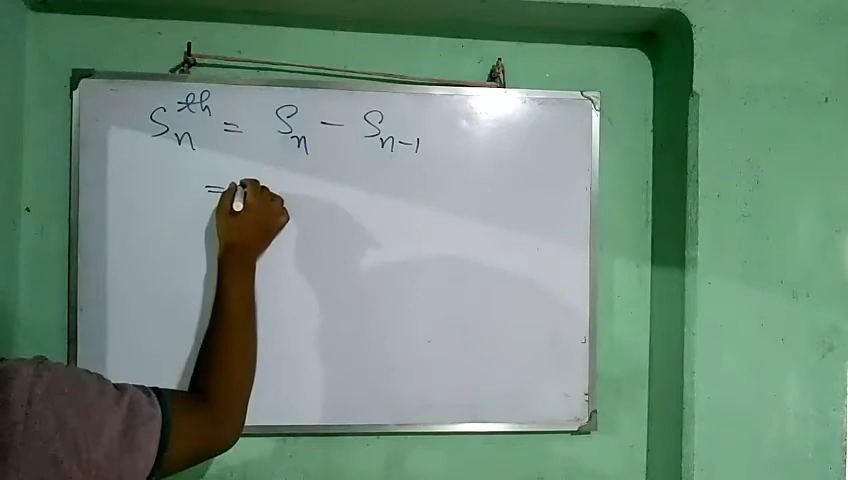 Sₙᵗʰ = Sₙ − Sₙ₋₁
=